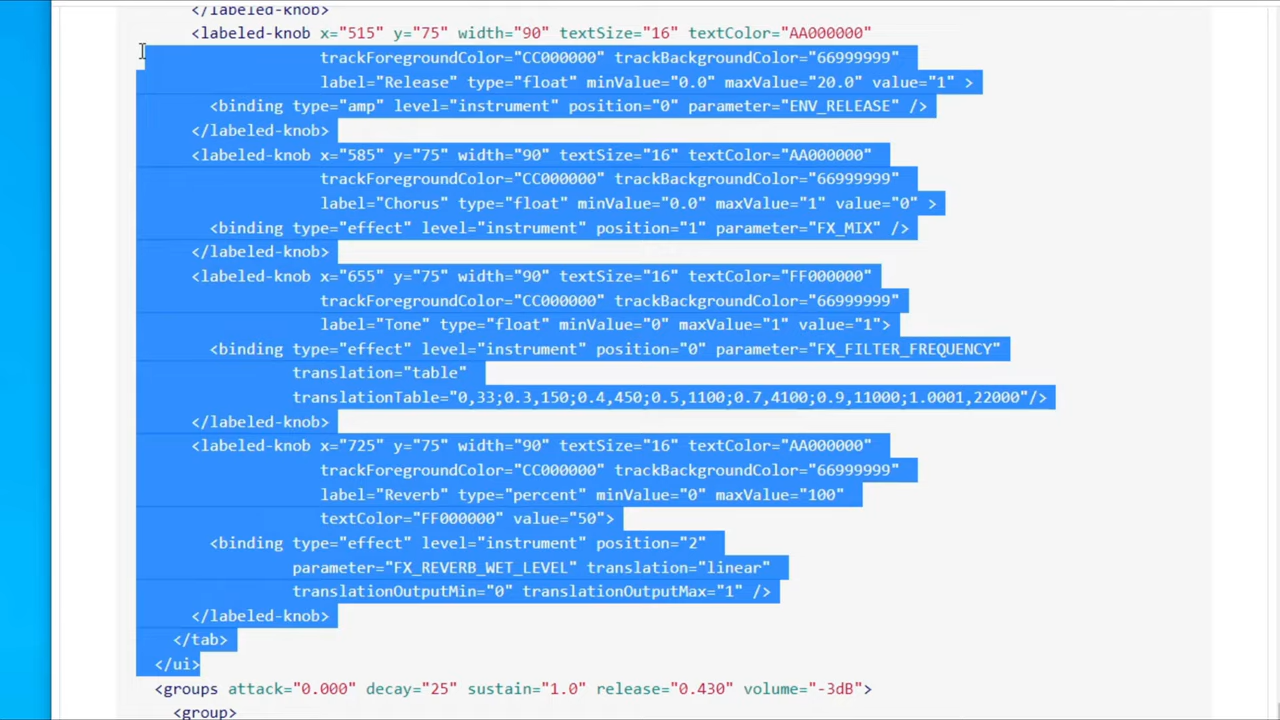 </labeled-knob>
<labeled-knob x="515" y="75" width="90" textSize="16" textColor="AA000000"
trackForegroundColor="CC000000" trackBackgroundColor="66999999"
label="Release" type="float" minValue="0.0" maxValue="20.0" value="1" >
<binding type="amp" level="instrument" position="0" parameter="ENV_RELEASE" />
</labeled-knob>
<labeled-knob x="585" y="75" width="90" textSize="16" textColor="AA000000"
trackForegroundColor="CC000000" trackBackgroundColor="66999999"
label="Chorus" type="float" minValue="0.0" maxValue="1" value="0" >
<binding type="effect" level="instrument" position="1" parameter="FX_MIX" />
</labeled-knob>
<labeled-knob x="655" y="75" width="90" textSize="16" textColor="FF000000"
trackForegroundColor="CC000000" trackBackgroundColor="66999999"
label="Tone" type="float" minValue="0" maxValue="1" value="1">
<binding type="effect" level="instrument" position="0" parameter="FX_FILTER_FREQUENCY"
translation="table"
translationTable="0,33;0.3,150;0.4,450;0.5,1100;0.7,4100;0.9,11000;1.0001,22000"/>
</labeled-knob>
<labeled-knob x="725" y="75" width="90" textSize="16" textColor="AA000000"
trackForegroundColor="CC000000" trackBackgroundColor="66999999"
label="Reverb" type="percent" minValue="0" maxValue="100"
textColor="FF000000" value="50">
<binding type="effect" level="instrument" position="2"
parameter="FX_REVERB_WET_LEVEL" translation="linear"
translationOutputMin="0" translationOutputMax="1" />
</labeled-knob>
</tab>
</ui>
<groups attack="0.000" decay="25" sustain="1.0" release="0.430" volume="-3dB">
<group>